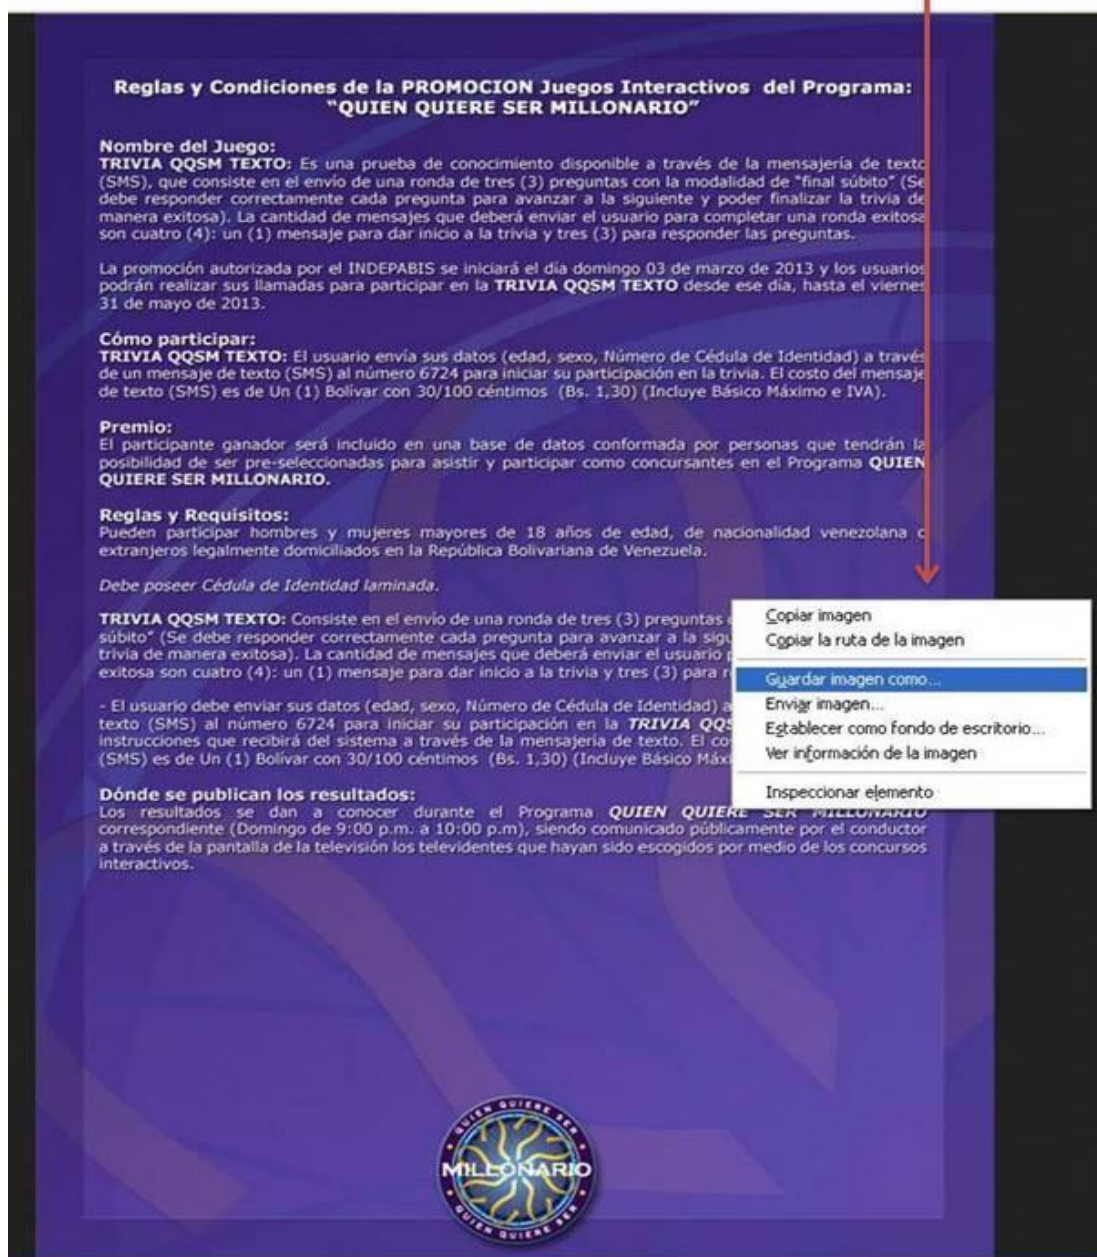 Reglas y Condiciones de la PROMOCION Juegos Interactivos del Programa:
“QUIEN QUIERE SER MILLONARIO”
Nombre del Juego:
TRIVIA QQSM TEXTO: Es una prueba de conocimiento disponible a través de la mensajería de texto
(SMS), que consiste en el envío de una ronda de tres (3) preguntas con la modalidad de “final súbito” (Se
debe responder correctamente cada pregunta para avanzar a la siguiente y poder finalizar la trivia de
manera exitosa). La cantidad de mensajes que deberá enviar el usuario para completar una ronda exitosa
son cuatro (4): un (1) mensaje para dar inicio a la trivia y tres (3) para responder las preguntas.
La promoción autorizada por el INDEPABIS se iniciará el día domingo 03 de marzo de 2013 y los usuarios
podrán realizar sus llamadas para participar en la TRIVIA QQSM TEXTO desde ese día, hasta el viernes
31 de mayo de 2013.
Cómo participar:
TRIVIA QQSM TEXTO: El usuario envía sus datos (edad, sexo, Número de Cédula de Identidad) a través
de un mensaje de texto (SMS) al número 6724 para iniciar su participación en la trivia. El costo del mensaje
de texto (SMS) es de Un (1) Bolívar con 30/100 céntimos (Bs. 1,30) (Incluye Básico Máximo e IVA).
Premio:
El participante ganador será incluido en una base de datos conformada por personas que tendrán la
posibilidad de ser pre-seleccionadas para asistir y participar como concursantes en el Programa QUIEN
QUIERE SER MILLONARIO.
Reglas y Requisitos:
Pueden participar hombres y mujeres mayores de 18 años de edad, de nacionalidad venezolana o
extranjeros legalmente domiciliados en la República Bolivariana de Venezuela.
Debe poseer Cédula de Identidad laminada.
TRIVIA QQSM TEXTO: Consiste en el envío de una ronda de tres (3) preguntas
súbito” (Se debe responder correctamente cada pregunta para avanzar a la
trivia de manera exitosa). La cantidad de mensajes que deberá enviar el usuario
exitosa son cuatro (4): un (1) mensaje para dar inicio a la trivia y tres (3) para
- El usuario debe enviar sus datos (edad, sexo, Número de Cédula de Identidad) a
texto (SMS) al número 6724 para iniciar su participación en la TRIVIA
instrucciones que recibirá del sistema a través de la mensajería de texto. El
(SMS) es de Un (1) Bolívar con 30/100 céntimos (Bs. 1,30) (Incluye Básico
Dónde se publican los resultados:
Los resultados se dan a conocer durante el Programa QUIEN QUIERE SER MILLONARIO
correspondiente (Domingo de 9:00 p.m. a 10:00 p.m), siendo comunicado públicamente por el conductor
a través de la pantalla de la televisión los televidentes que hayan sido escogidos por medio de los concursos
interactivos.
Copiar imagen
Copiar la ruta de la imagen
Guardar imagen como...
Enviar imagen...
Establecer como fondo de escritorio...
Ver información de la imagen
Inspeccionar elemento
QUIEN QUIERE SER
MILLONARIO
QUIEN QUIERE SER